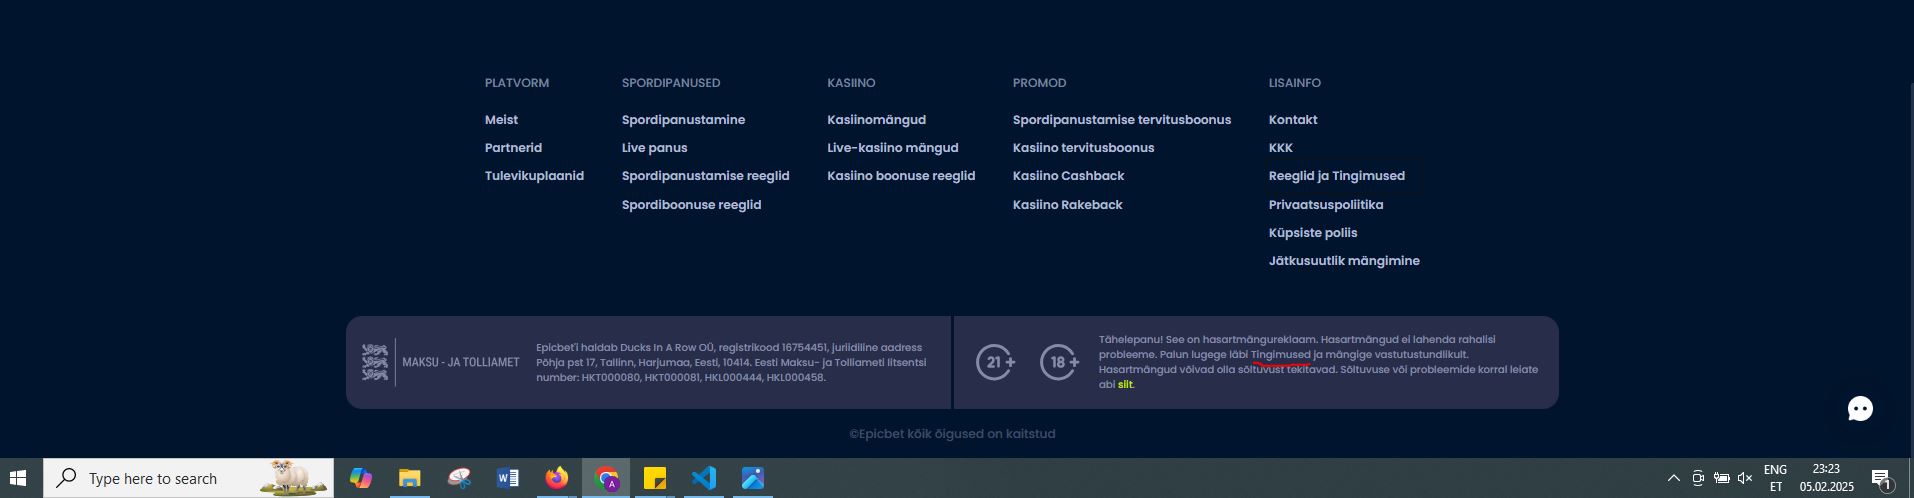 PLATVORM
Meist
Partnerid
Tulevikuplaanid
SPORDIPANUSED
Spordipanustamine
Live panus
Spordipanustamise reeglid
Spordiboonuse reeglid
KASIINO
Kasiinomängud
Live-kasiino mängud
Kasiino boonuse reeglid
PROMOD
Spordipanustamise tervitusboonus
Kasiino tervitusboonus
Kasiino Cashback
Kasiino Rakeback
LISAINFO
Kontakt
KKK
Reeglid ja Tingimused
Privaatsuspoliitika
Küpsiste poliis
Jätkusuutlik mängimine
MAKSU - JA TOLLIAMET
Epicbet'i haldab Ducks In A Row OÜ, registrikood 16754451, juriidiline aadress
Põhja pst 17, Tallinn, Harjumaa, Eesti, 10414. Eesti Maksu- ja Tolliameti litsentsi
number: HKT000080, HKT000081, HKL000444, HKL000458.
21+
18+
Tähelepanu! See on hasartmängureklaam. Hasartmängud ei lahenda rahalisi
probleeme. Palun lugege läbi Tingimused ja mängige vastutustundlikult.
Hasartmängud võivad olla sõltuvust tekitavad. Sõltuvuse või probleemide korral leiate
abi siit.
©Epicbet kõik õigused on kaitstud
Type here to search
A
ENG
ET
23:23
05.02.2025
1